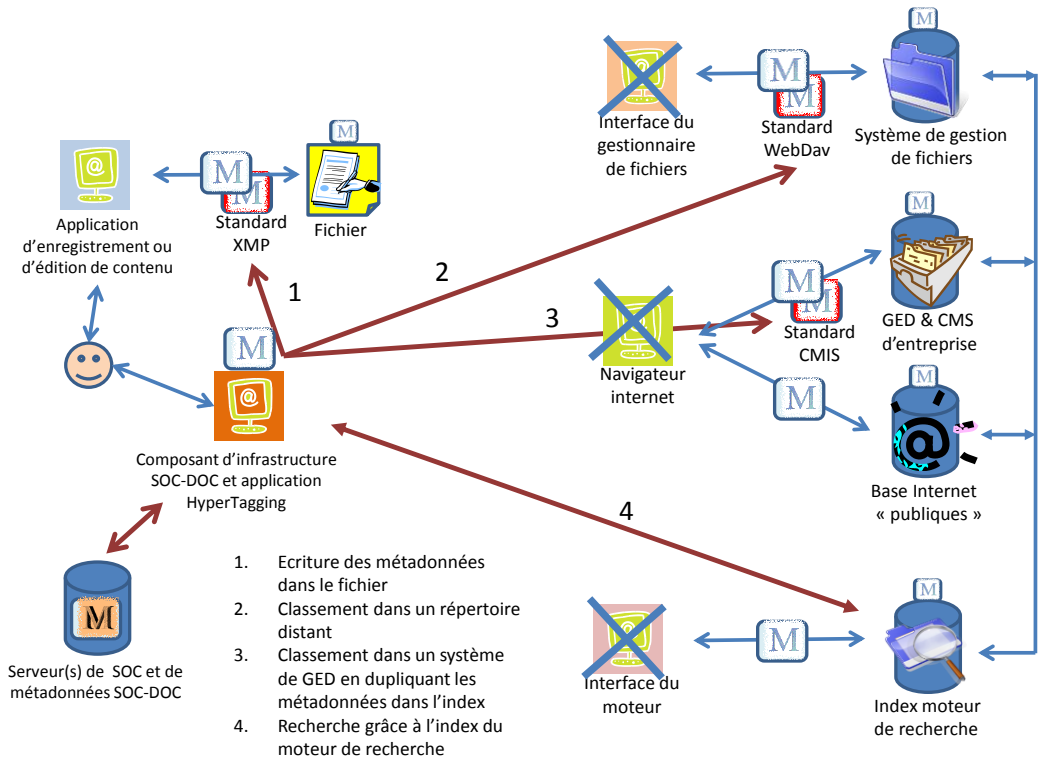 M
M
Interface du
gestionnaire
de fichiers
M
M
Standard
WebDav
Système de gestion
de fichiers
M
@
Application
d'enregistrement ou
d'édition de contenu
M
M
Standard
XMP
Fichier
1
2
3
M
@
Composant d'infrastructure
SOC-DOC et application
HyperTagging
Navigateur
internet
M
M
Standard
CMIS
M
GED & CMS
d'entreprise
M
M
@
Base Internet
« publiques »
4
M
Serveur(s) de SOC et de
métadonnées SOC-DOC
1. Ecriture des métadonnées
dans le fichier
2. Classement dans un répertoire
distant
3. Classement dans un système
de GED en dupliquant les
métadonnées dans l'index
4. Recherche grâce à l'index du
moteur de recherche
Interface du
moteur
M
M
Index moteur
de recherche